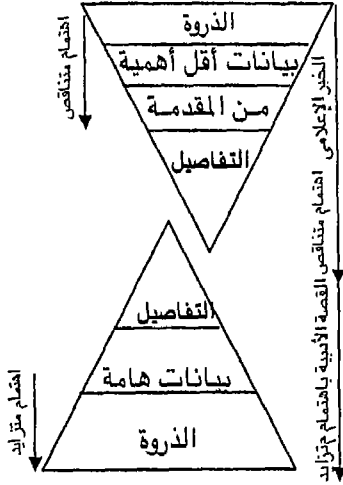 الذروة
بيانات أقل أهمية
من المقدمة
التفاصيل
اهتمام متناقص
الخبر الإعلامى اهتمام متناقص
التفاصيل
بيانات هامة
الذروة
اهتمام متزايد
القصة الأدبية باهتمام متزايد